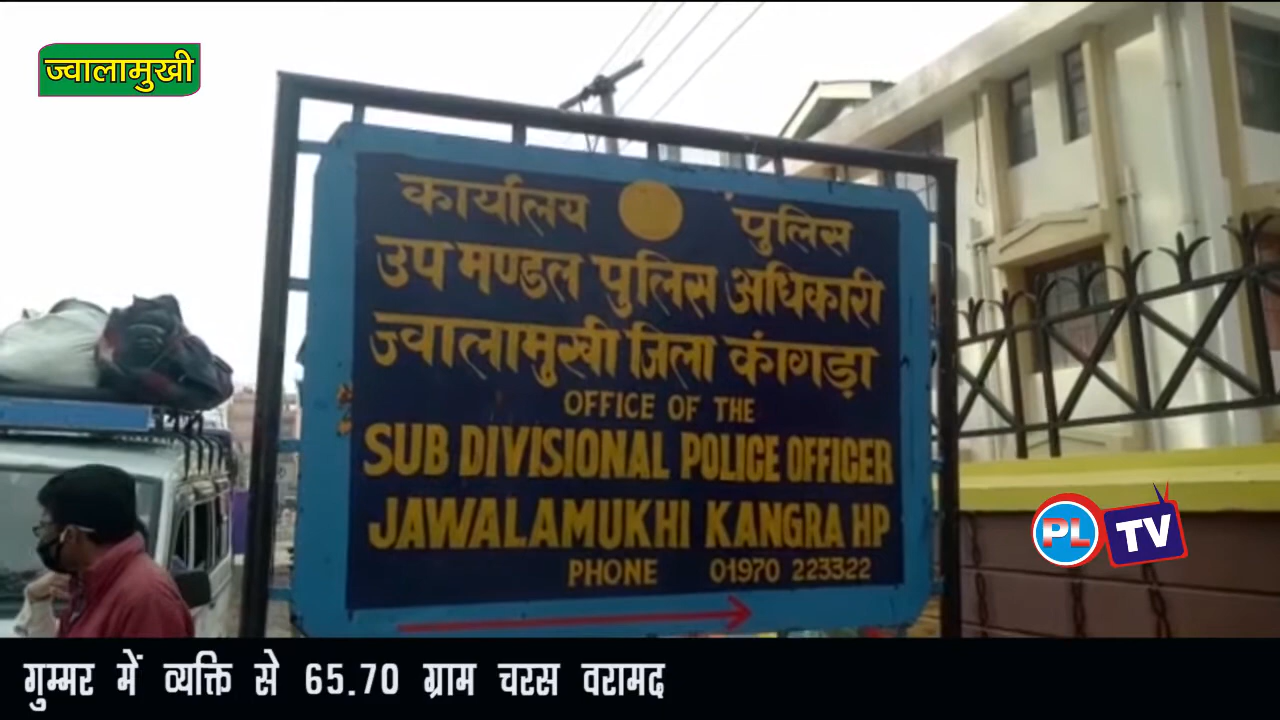 ज्वालामुखी
कार्यालय पुलिस
उप मण्डल पुलिस अधिकारी
ज्वालामुखी जिला कांगड़ा
OFFICE OF THE
SUB DIVISIONAL POLICE OFFICER
JAWALAMUKHI KANGRA HP
PHONE 01970 223322
PL TV
गुम्मर में व्यक्ति से 65.70 ग्राम चरस वरामद